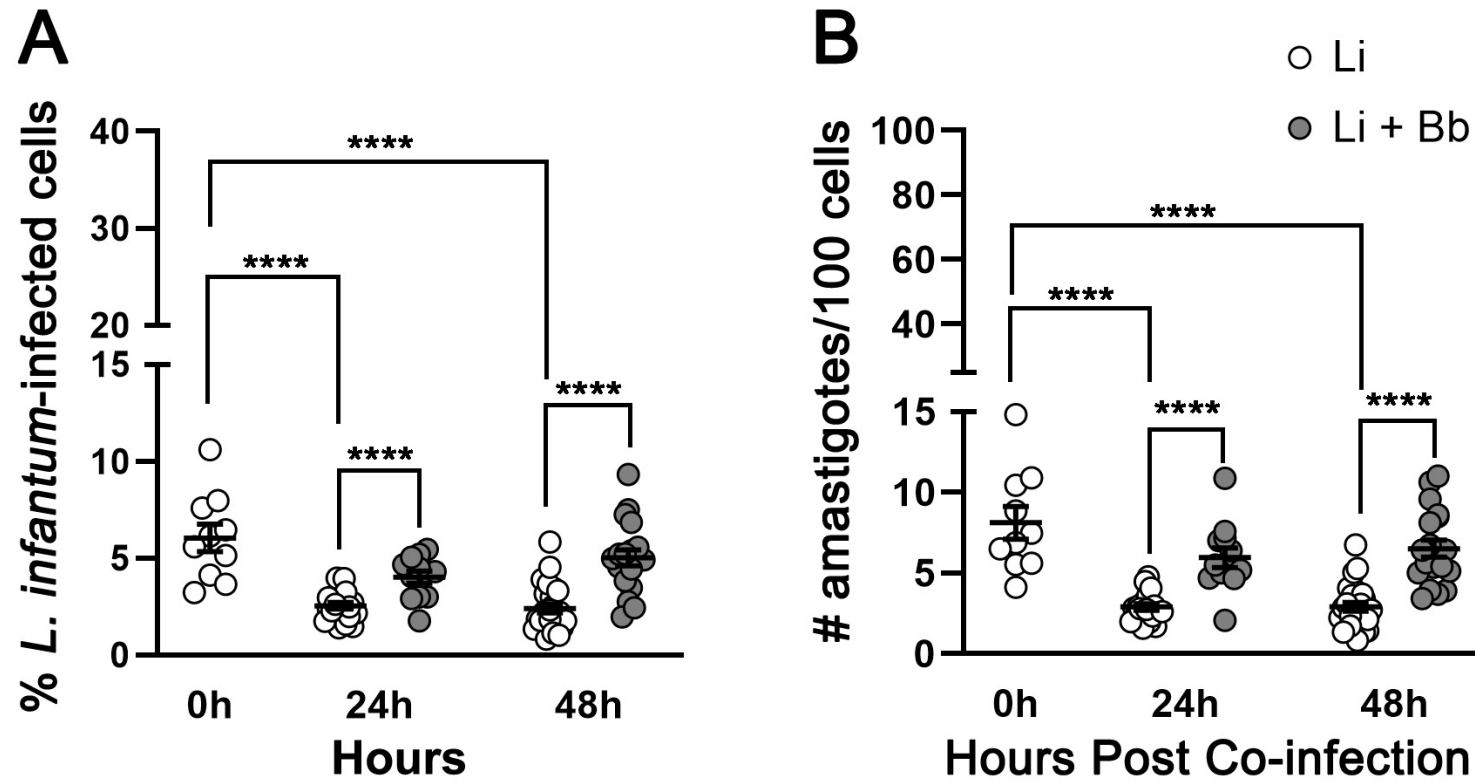 A
% L. infantum-infected cells
40
30
20
15
10
5
0
****
****
****
****
0h 24h 48h
Hours
B
Li
Li + Bb
# amastigotes/100 cells
100
80
60
40
15
10
5
0
****
****
****
****
0h 24h 48h
Hours Post Co-infection